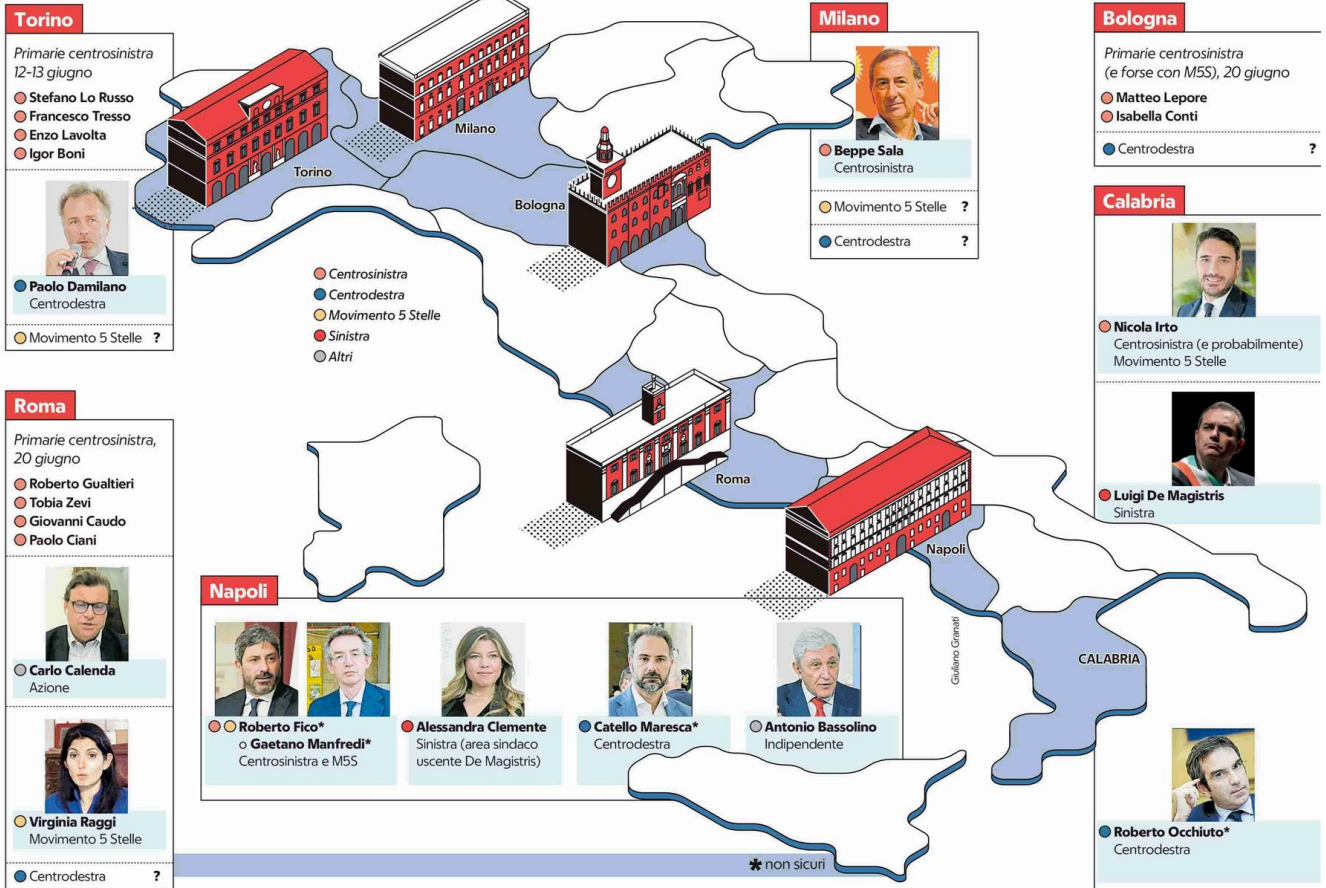 Torino
Primarie centrosinistra
12-13 giugno
Stefano Lo Russo
Francesco Tresso
Enzo Lavolta
Igor Boni
Paolo Damilano
Centrodestra
Movimento 5 Stelle ?
Roma
Primarie centrosinistra,
20 giugno
Roberto Gualtieri
Tobia Zevi
Giovanni Caudo
Paolo Ciani
Carlo Calenda
Azione
Virginia Raggi
Movimento 5 Stelle
Centrodestra ?
Milano
Torino
Bologna
Roma
Napoli
CALABRIA
Centrosinistra
Centrodestra
Movimento 5 Stelle
Sinistra
Altri
Napoli
Roberto Fico*
o Gaetano Manfredi*
Centrosinistra e M5S
Alessandra Clemente
Sinistra (area sindaco
uscente De Magistris)
Catello Maresca*
Centrodestra
Antonio Bassolino
Indipendente
* non sicuri
Giuliano Granati
Milano
Beppe Sala
Centrosinistra
Movimento 5 Stelle ?
Centrodestra ?
Bologna
Primarie centrosinistra
(e forse con M5S), 20 giugno
Matteo Lepore
Isabella Conti
Centrodestra ?
Calabria
Nicola Irto
Centrosinistra (e probabilmente)
Movimento 5 Stelle
Luigi De Magistris
Sinistra
Roberto Occhiuto*
Centrodestra